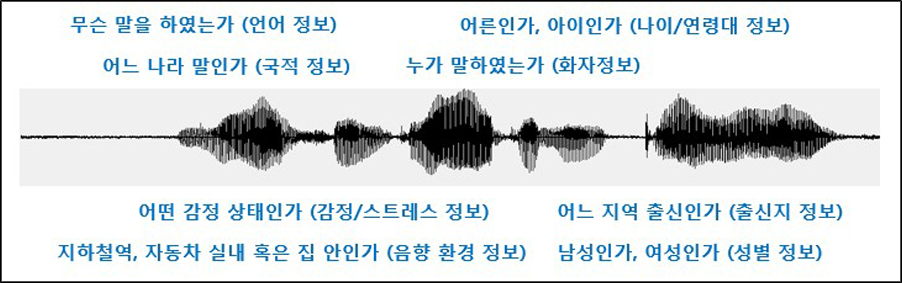 무슨 말을 하였는가 (언어 정보)
어른인가, 아이인가 (나이/연령대 정보)
어느 나라 말인가 (국적 정보)
누가 말하였는가 (화자정보)
어떤 감정 상태인가 (감정/스트레스 정보)
어느 지역 출신인가 (출신지 정보)
지하철역, 자동차 실내 혹은 집 안인가 (음향 환경 정보)
남성인가, 여성인가 (성별 정보)